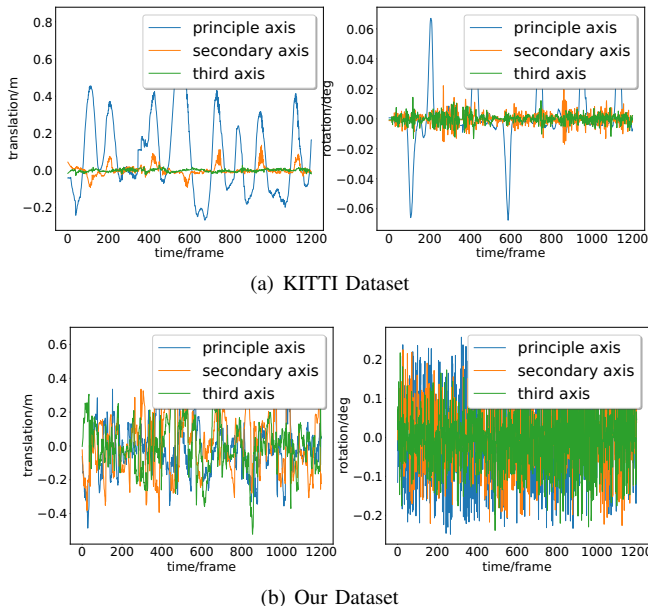 principle axis
secondary axis
third axis
0.8
0.6
0.4
0.2
0.0
−0.2
translation/m
0 200 400 600 800 1000 1200
time/frame
principle axis
secondary axis
third axis
0.06
0.04
0.02
0.00
−0.02
−0.04
−0.06
rotation/deg
0 200 400 600 800 1000 1200
time/frame
(a) KITTI Dataset
principle axis
secondary axis
third axis
0.6
0.4
0.2
0.0
−0.2
−0.4
translation/m
0 200 400 600 800 1000 1200
time/frame
principle axis
secondary axis
third axis
0.2
0.1
0.0
−0.1
−0.2
rotation/deg
0 200 400 600 800 1000 1200
time/frame
(b) Our Dataset